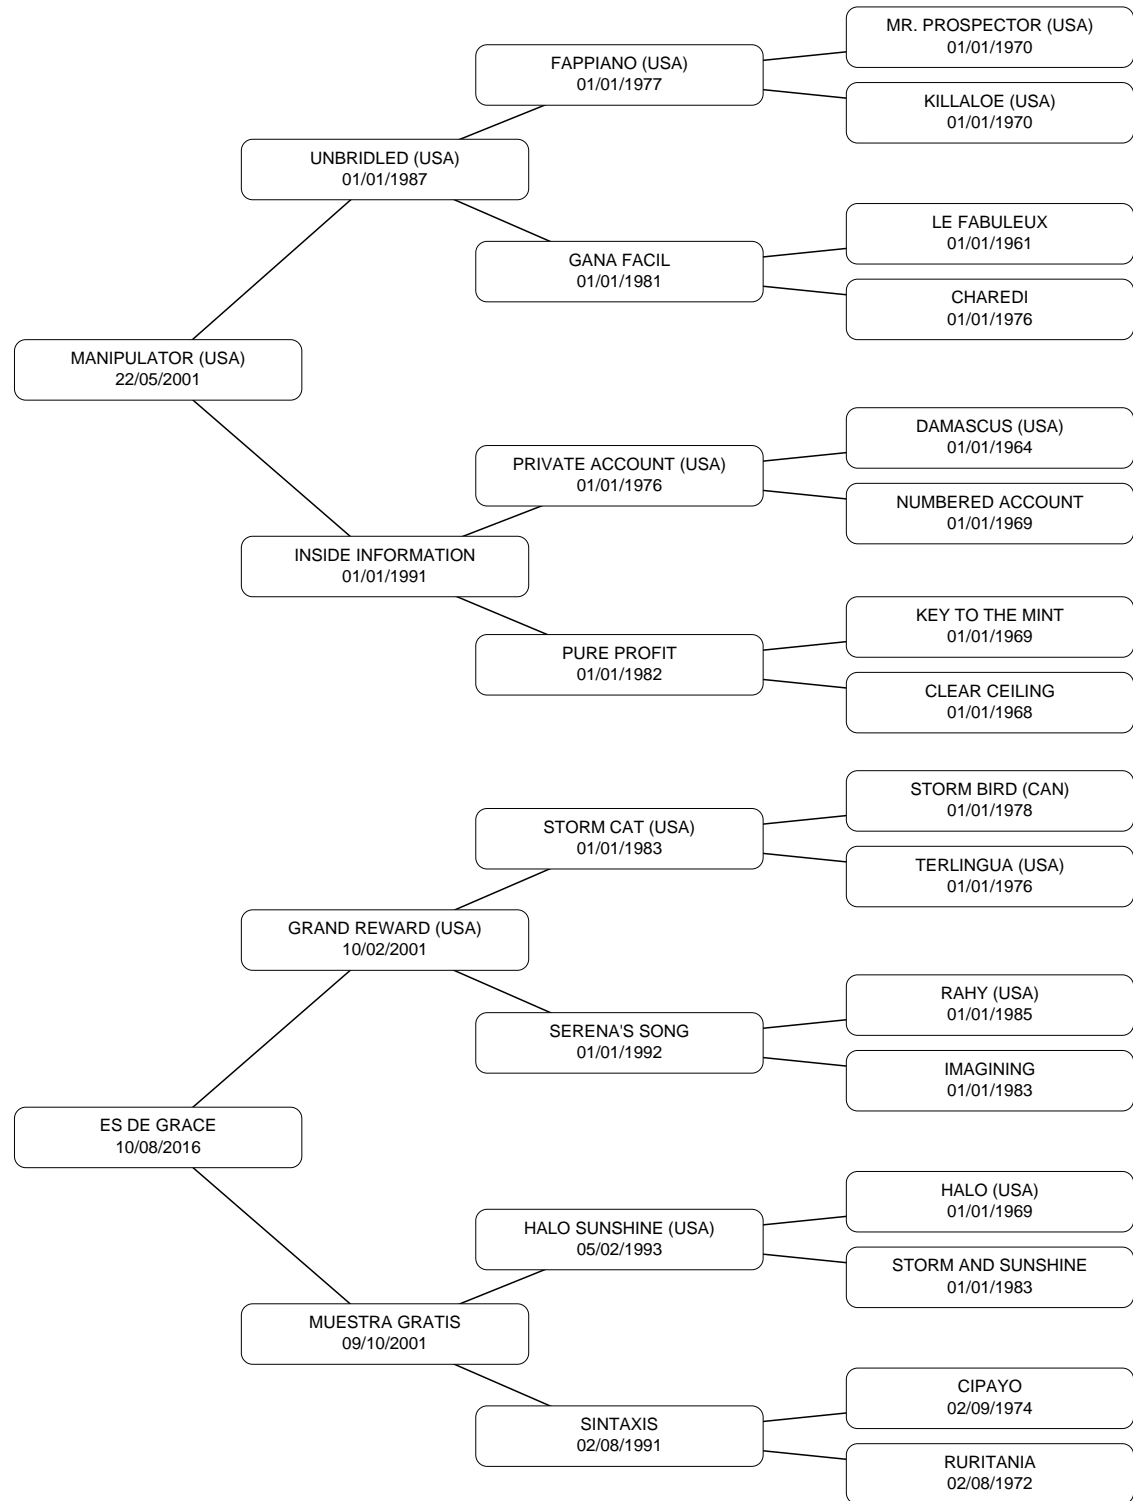 MR. PROSPECTOR (USA)
01/01/1970
FAPPIANO (USA)
01/01/1977
KILLALOE (USA)
01/01/1970
UNBRIDLED (USA)
01/01/1987
LE FABULEUX
01/01/1961
GANA FACIL
01/01/1981
CHAREDI
01/01/1976
MANIPULATOR (USA)
22/05/2001
DAMASCUS (USA)
01/01/1964
PRIVATE ACCOUNT (USA)
01/01/1976
NUMBERED ACCOUNT
01/01/1969
INSIDE INFORMATION
01/01/1991
KEY TO THE MINT
01/01/1969
PURE PROFIT
01/01/1982
CLEAR CEILING
01/01/1968
STORM BIRD (CAN)
01/01/1978
STORM CAT (USA)
01/01/1983
TERLINGUA (USA)
01/01/1976
GRAND REWARD (USA)
10/02/2001
RAHY (USA)
01/01/1985
SERENA'S SONG
01/01/1992
IMAGINING
01/01/1983
ES DE GRACE
10/08/2016
HALO (USA)
01/01/1969
HALO SUNSHINE (USA)
05/02/1993
STORM AND SUNSHINE
01/01/1983
MUESTRA GRATIS
09/10/2001
CIPAYO
02/09/1974
SINTAXIS
02/08/1991
RURITANIA
02/08/1972